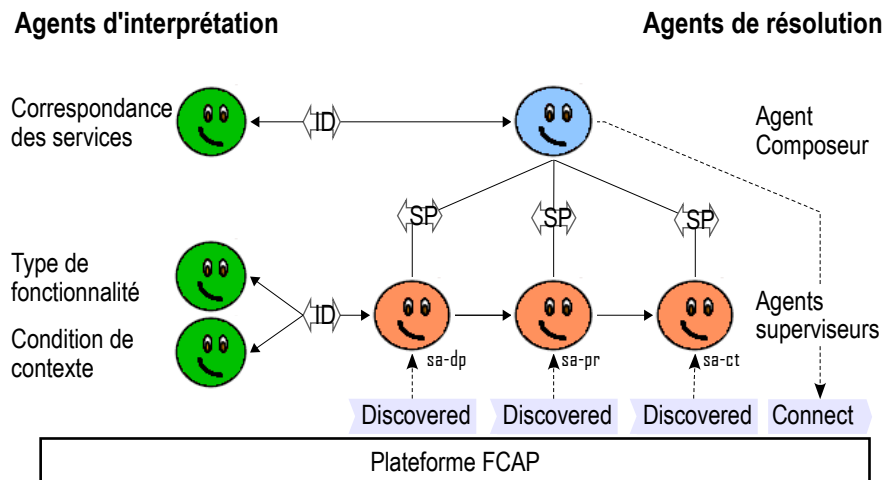 Agents d'interprétation
Agents de résolution
Correspondance
des services
ID
Agent
Composeur
SP
SP
SP
Type de
fonctionnalité
Condition de
contexte
ID
Agents
superviseurs
sa-dp
sa-pr
sa-ct
Discovered
Discovered
Discovered
Connect
Plateforme FCAP